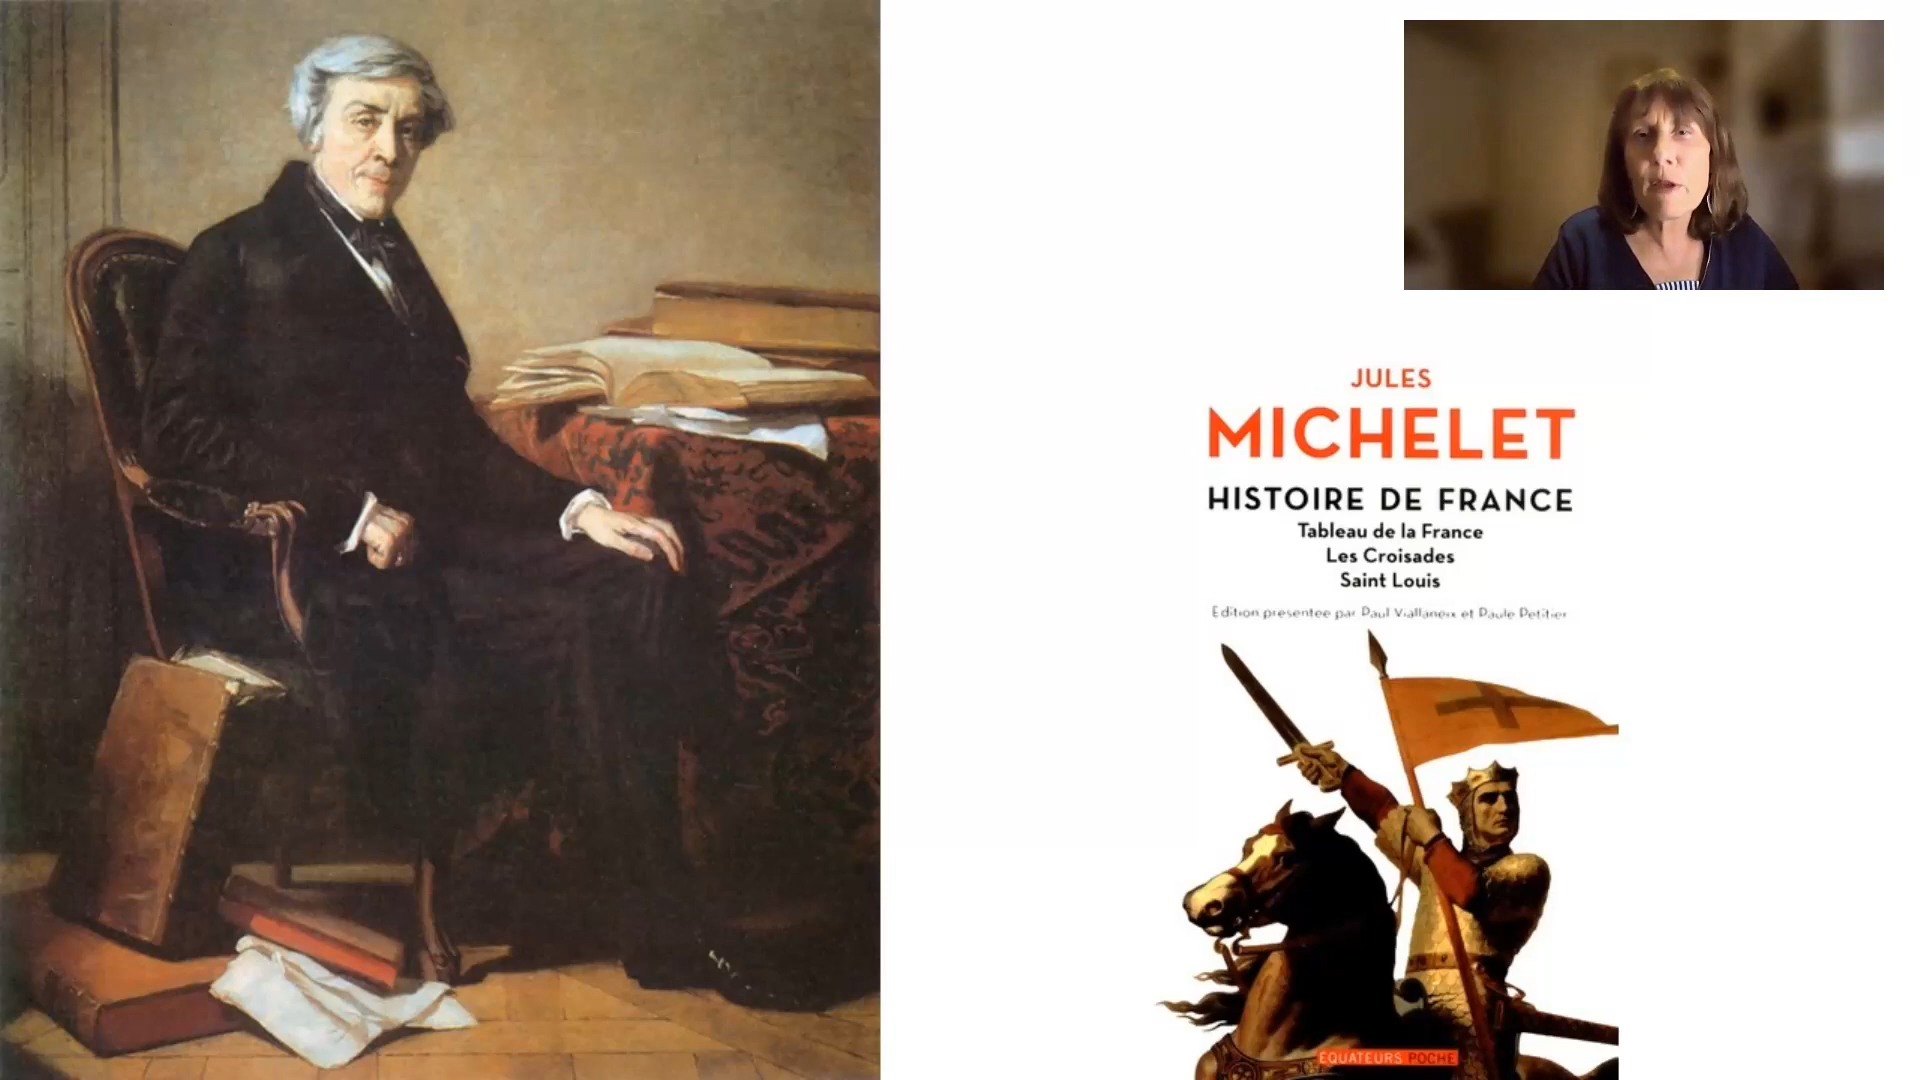 JULES
MICHELET
HISTOIRE DE FRANCE
Tableau de la France
Les Croisades
Saint Louis
Edition presentee par Paul Viallaneix et Paule Petitier
ÉQUATEURS POCHE